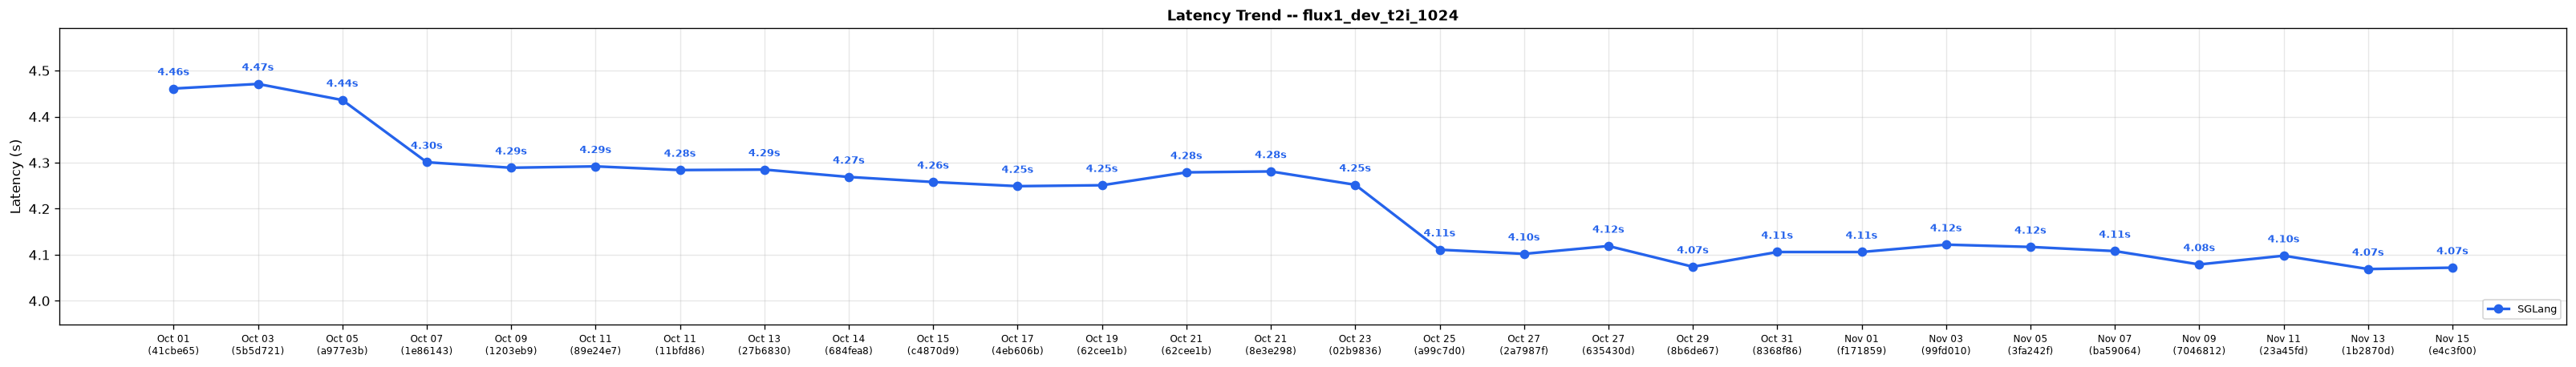 Latency Trend -- flux1_dev_t2i_1024
Latency (s)
4.5
4.4
4.3
4.2
4.1
4.0
4.46s
4.47s
4.44s
4.30s
4.29s
4.29s
4.28s
4.29s
4.27s
4.26s
4.25s
4.25s
4.28s
4.28s
4.25s
4.11s
4.10s
4.12s
4.07s
4.11s
4.11s
4.12s
4.12s
4.11s
4.08s
4.10s
4.07s
4.07s
SGLang
Oct 01
(41cbe65)
Oct 03
(5b5d721)
Oct 05
(a977e3b)
Oct 07
(1e86143)
Oct 09
(1203eb9)
Oct 11
(89e24e7)
Oct 11
(11bfd86)
Oct 13
(27b6830)
Oct 14
(684fea8)
Oct 15
(c4870d9)
Oct 17
(4eb606b)
Oct 19
(62cee1b)
Oct 21
(62cee1b)
Oct 21
(8e3e298)
Oct 23
(02b9836)
Oct 25
(a99c7d0)
Oct 27
(2a7987f)
Oct 27
(635430d)
Oct 29
(8b6de67)
Oct 31
(8368f86)
Nov 01
(f171859)
Nov 03
(99fd010)
Nov 05
(3fa242f)
Nov 07
(ba59064)
Nov 09
(7046812)
Nov 11
(23a45fd)
Nov 13
(1b2870d)
Nov 15
(e4c3f00)